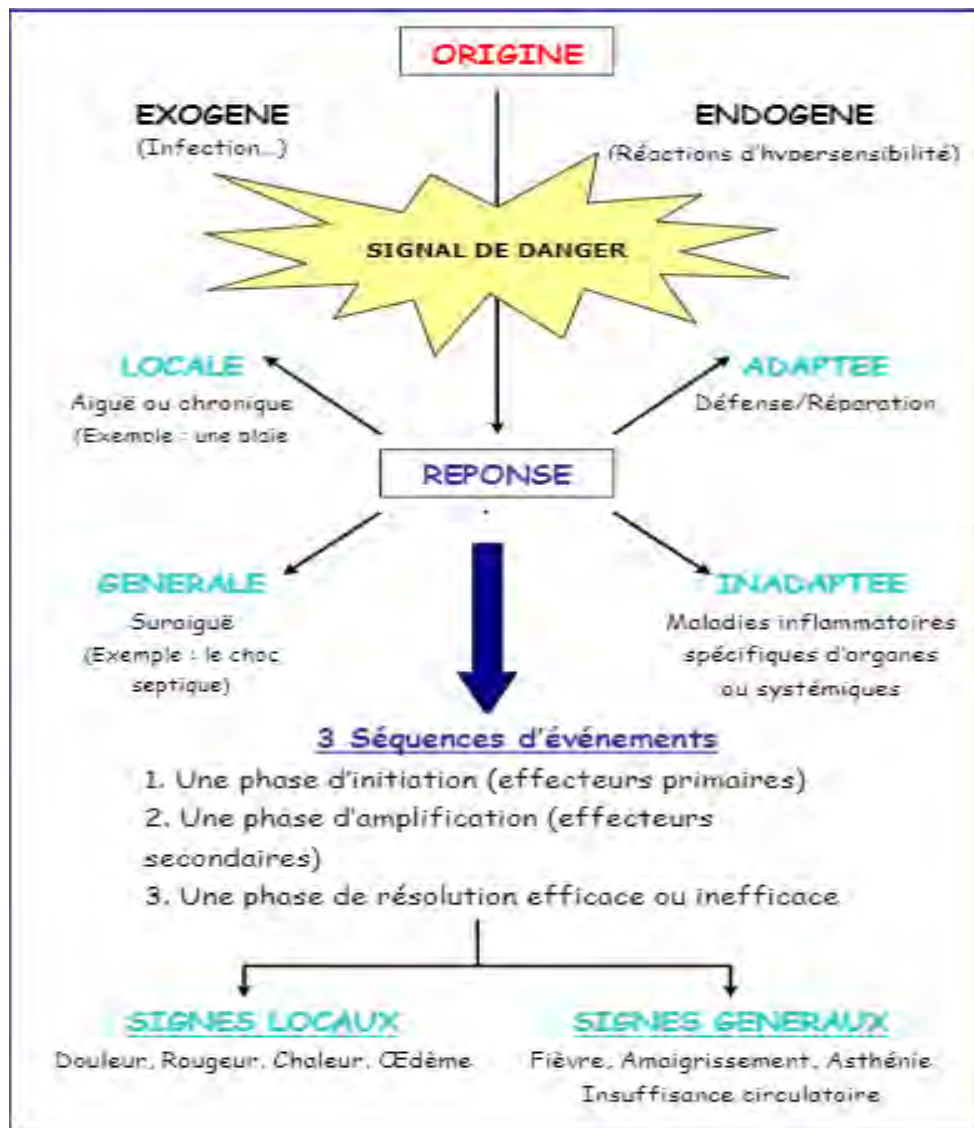 ORIGINE
EXOGENE
(Infection...)
ENDOGENE
(Réactions d'hypersensibilité)
SIGNAL DE DANGER
LOCALE
Aiguë ou chronique
(Exemple : une plaie
ADAPTEE
Défense/Réparation
REPONSE
GENERALE
Suraiguë
(Exemple : le choc
septique)
INADAPTEE
Maladies inflammatoires
spécifiques d'organes
ou systémiques
3 Séquences d'événements
1. Une phase d'initiation (effecteurs primaires)
2. Une phase d'amplification (effecteurs
secondaires)
3. Une phase de résolution efficace ou inefficace
SIGNES LOCAUX
Douleur, Rougeur, Chaleur, Œdème
SIGNES GENERAUX
Fièvre, Amaigrissement, Asthénie
Insuffisance circulatoire